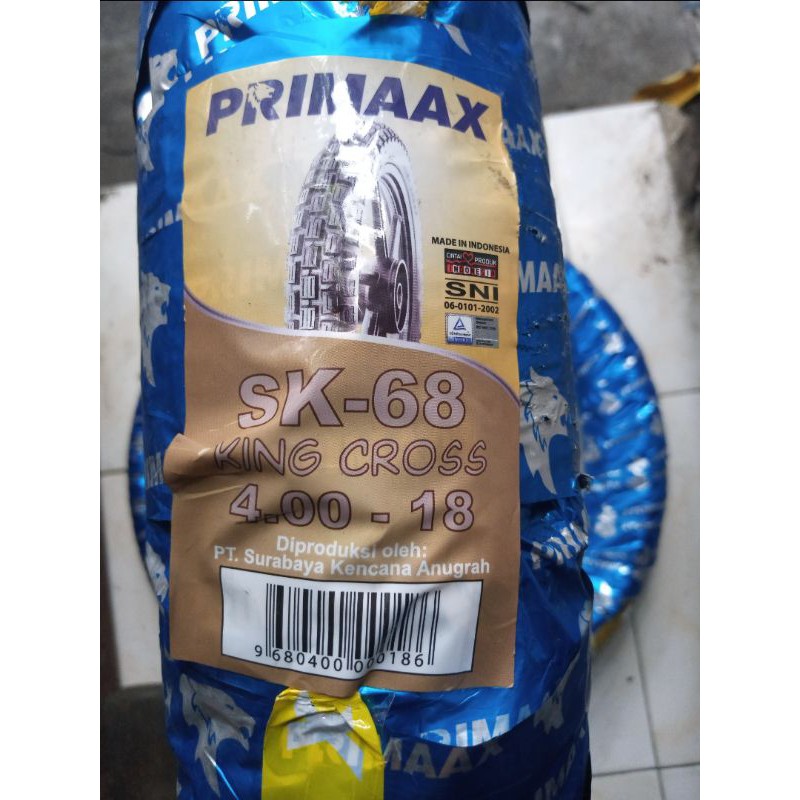 PRIMAAX
MADE IN INDONESIA
CINTAI PRODUK
SNI
06-0101-2002
SK-68
KING CROSS
4.00 - 18
Diproduksi oleh:
PT. Surabaya Kencana Anugrah
9 680400 000186
PRIMAAX